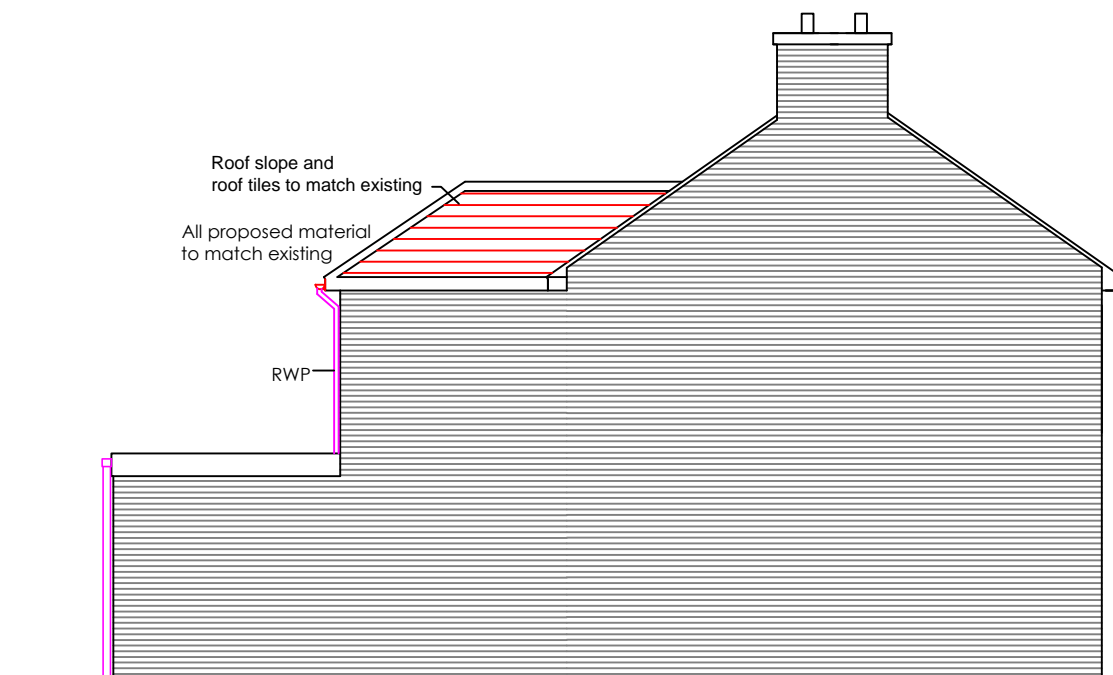 Roof slope and
roof tiles to match existing
All proposed material
to match existing
RWP